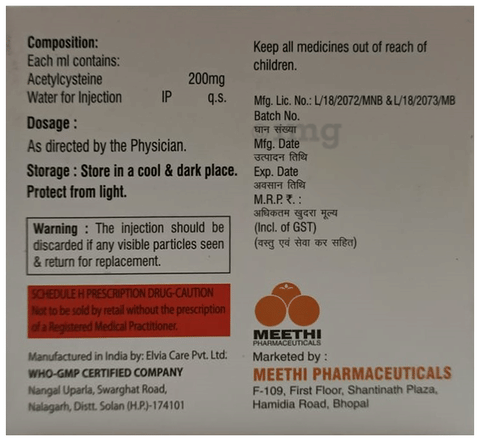 Composition:
Each ml contains:
Acetylcysteine 200mg
Water for Injection IP q.s.
Dosage :
As directed by the Physician.
Storage : Store in a cool & dark place.
Protect from light.
Warning : The injection should be
discarded if any visible particles seen
& return for replacement.
SCHEDULE H PRESCRIPTION DRUG-CAUTION
Not to be sold by retail without the prescription
of a Registered Medical Practitioner.
Manufactured in India by: Elvia Care Pvt. Ltd.
WHO-GMP CERTIFIED COMPANY
Nangal Uparla, Swarghat Road,
Nalagarh, Distt. Solan (H.P.)-174101
Keep all medicines out of reach of
children.
Mfg. Lic. No.: L/18/2072/MNB & L/18/2073/MB
Batch No.
घान संख्या
Mfg. Date
उत्पादन तिथि
Exp. Date
अवसान तिथि
M.R.P. ₹. :
अधिकतम खुदरा मूल्य
(Incl. of GST)
(वस्तु एवं सेवा कर सहित)
MEETHI
PHARMACEUTICALS
Marketed by :
MEETHI PHARMACEUTICALS
F-109, First Floor, Shantinath Plaza,
Hamidia Road, Bhopal